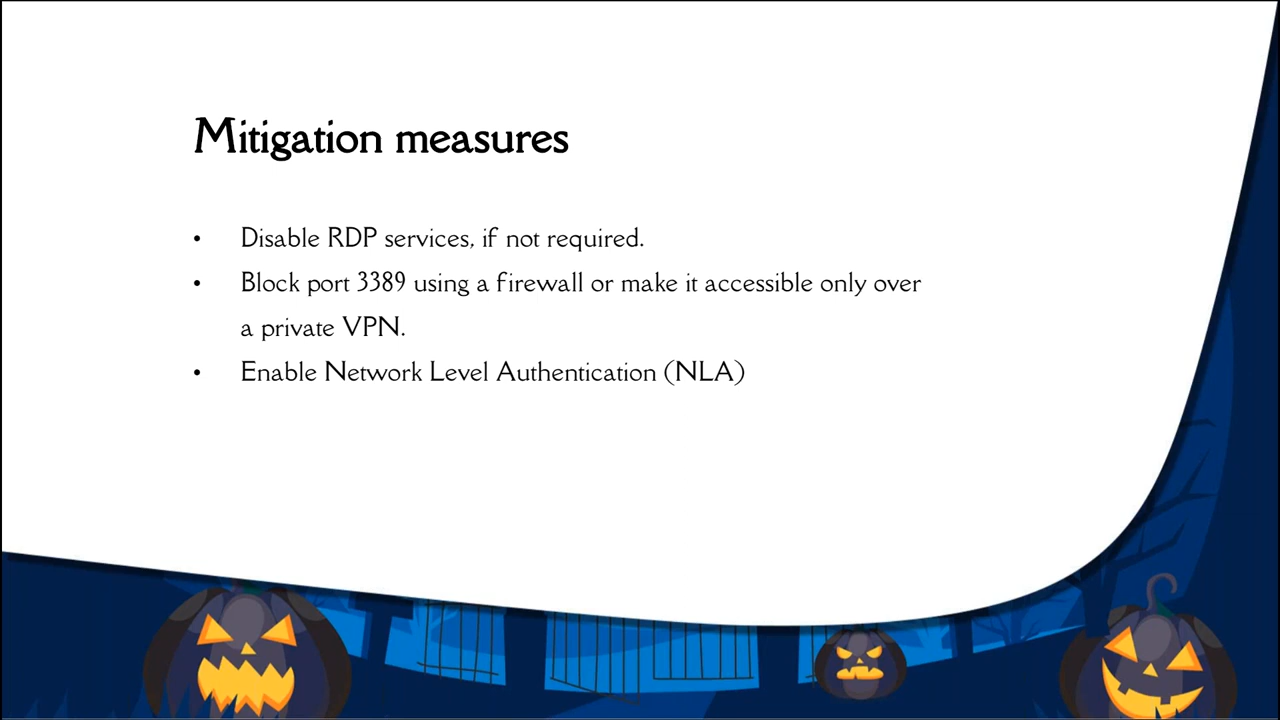 Mitigation measures
• Disable RDP services, if not required.
• Block port 3389 using a firewall or make it accessible only over
a private VPN.
• Enable Network Level Authentication (NLA)